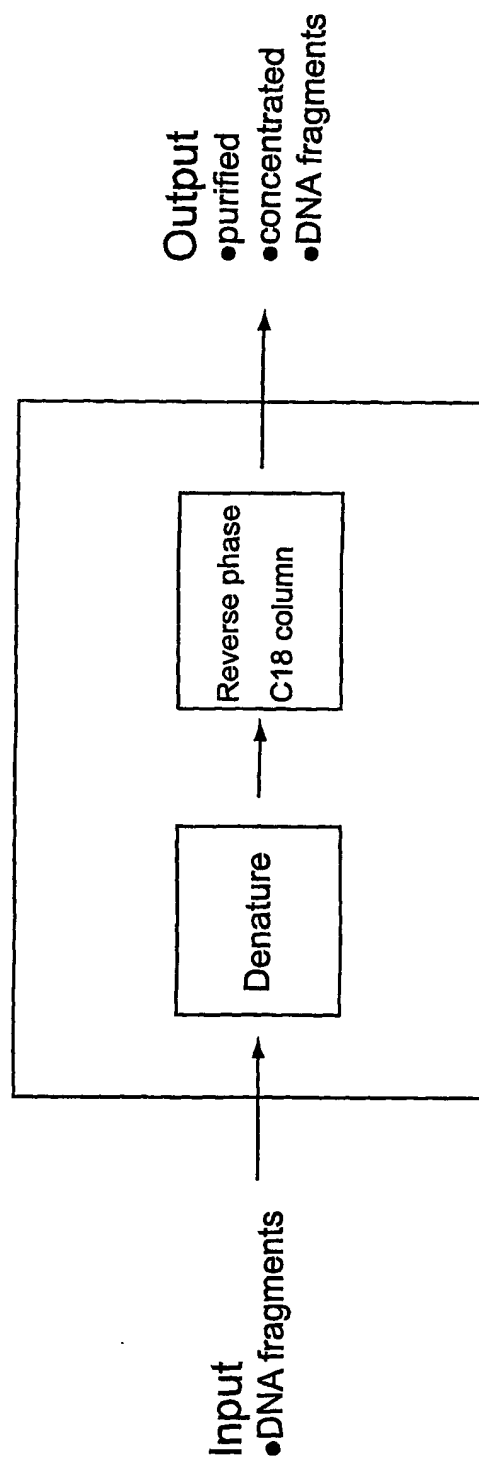 Input
●DNA fragments
Denature
Reverse phase
C18 column
Output
●purified
●concentrated
●DNA fragments